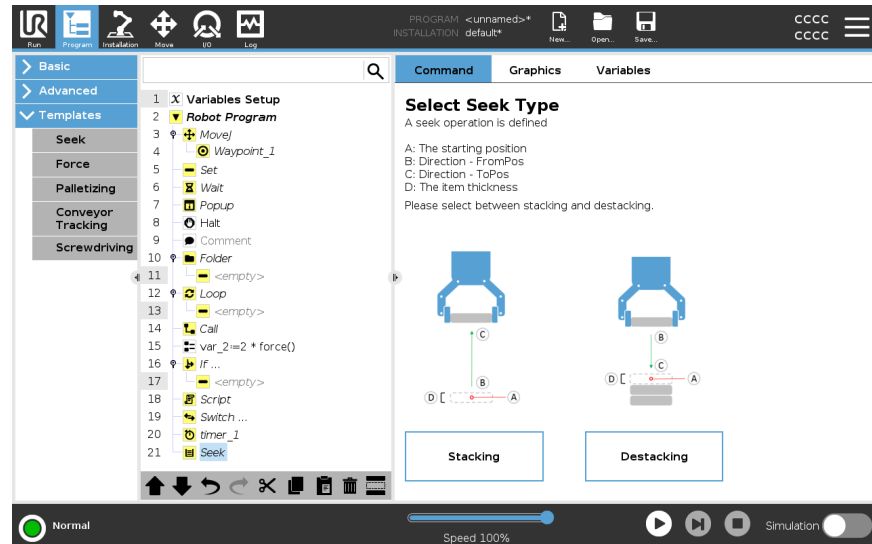 PROGRAM <unnamed>*
INSTALLATION default*
CCCC
CCCC
UR
Run
Program
Installation
Move
I/O
Log
New...
Open...
Save...
Basic
Advanced
Templates
Seek
Force
Palletizing
Conveyor
Tracking
Screwdriving
1 X Variables Setup
2 Robot Program
3 MoveJ
4 Waypoint_1
5 Set
6 Wait
7 Popup
8 Halt
9 Comment
10 Folder
11 <empty>
12 Loop
13 <empty>
14 Call
15 var_2:=2 * force()
16 If ...
17 <empty>
18 Script
19 Switch ...
20 timer_1
21 Seek
Command
Graphics
Variables
Select Seek Type
A seek operation is defined
A: The starting position
B: Direction - FromPos
C: Direction - ToPos
D: The item thickness
Please select between stacking and destacking.
C
B
D
A
B
C
D
A
Stacking
Destacking
Normal
Speed 100%
Simulation